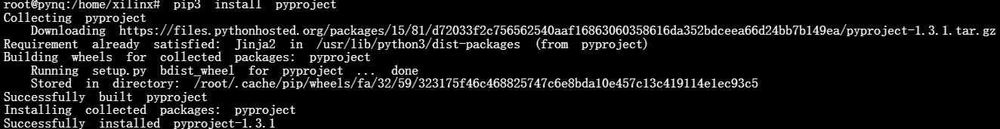 root@pynq:/home/xilinx# pip3 install pyproject
Collecting pyproject
Downloading https://files.pythonhosted.org/packages/15/81/d72033f2c756562540aaf16863060358616da352bdceea66d24bb7b149ea/pyproject-1.3.1.tar.gz
Requirement already satisfied: Jinja2 in /usr/lib/python3/dist-packages (from pyproject)
Building wheels for collected packages: pyproject
Running setup.py bdist_wheel for pyproject ... done
Stored in directory: /root/.cache/pip/wheels/fa/32/59/323175f46c468825747c6e8bda10e457c13c419114e1ec93c5
Successfully built pyproject
Installing collected packages: pyproject
Successfully installed pyproject-1.3.1